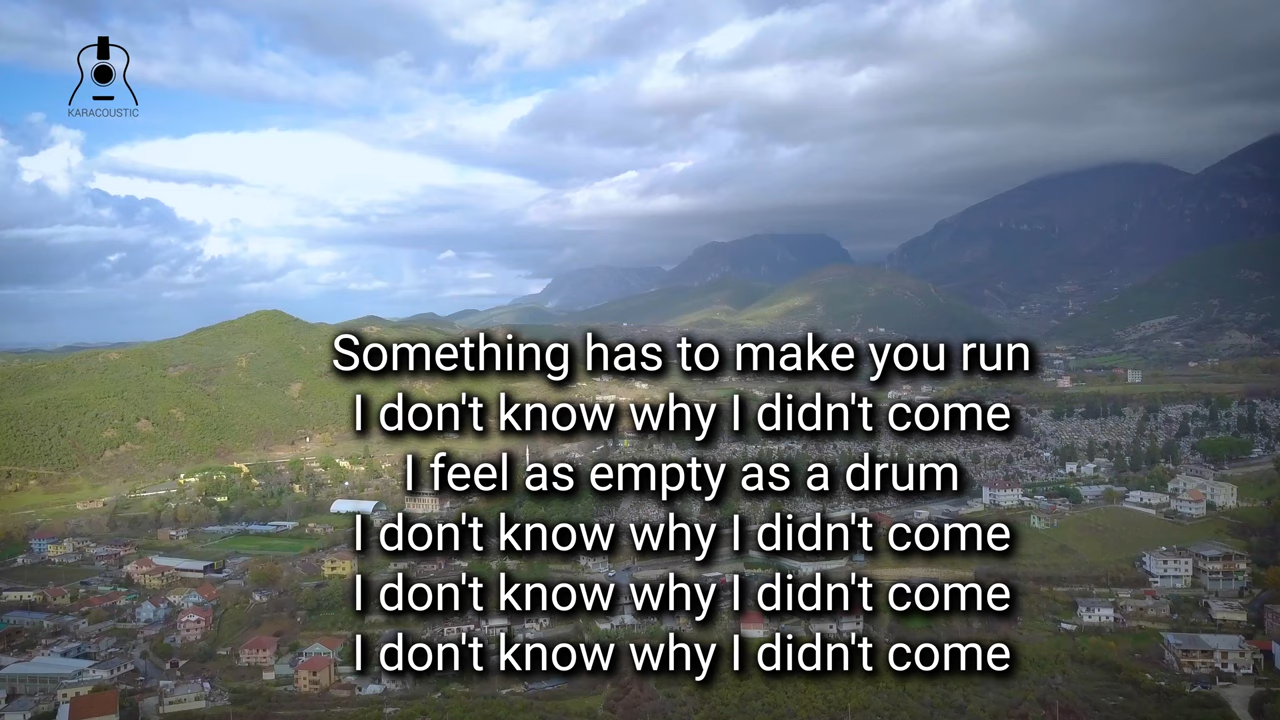 KARACOUSTIC
Something has to make you run
I don't know why I didn't come
I feel as empty as a drum
I don't know why I didn't come
I don't know why I didn't come
I don't know why I didn't come